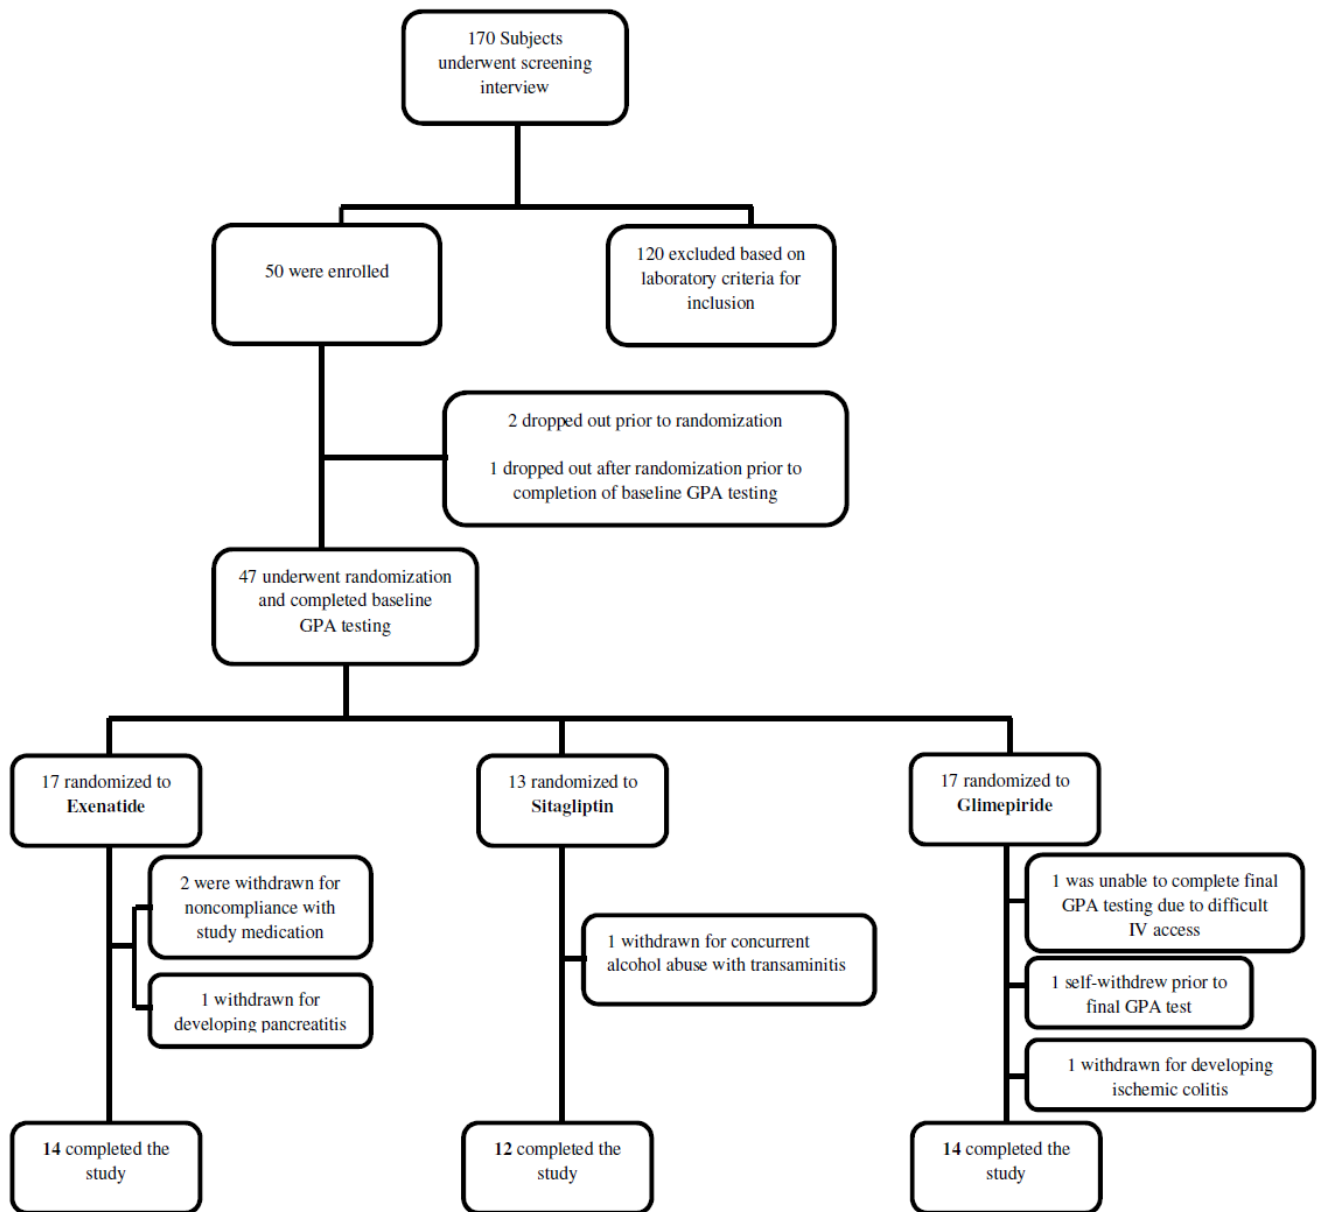 170 Subjects
underwent screening
interview
50 were enrolled
120 excluded based on
laboratory criteria for
inclusion
2 dropped out prior to randomization
1 dropped out after randomization prior to
completion of baseline GPA testing
47 underwent randomization
and completed baseline
GPA testing
17 randomized to
Exenatide
13 randomized to
Sitagliptin
17 randomized to
Glimepiride
2 were withdrawn for
noncompliance with
study medication
1 withdrawn for
developing pancreatitis
1 withdrawn for concurrent
alcohol abuse with transaminitis
1 was unable to complete final
GPA testing due to difficult
IV access
1 self-withdrew prior to
final GPA test
1 withdrawn for developing
ischemic colitis
14 completed the
study
12 completed the
study
14 completed the
study